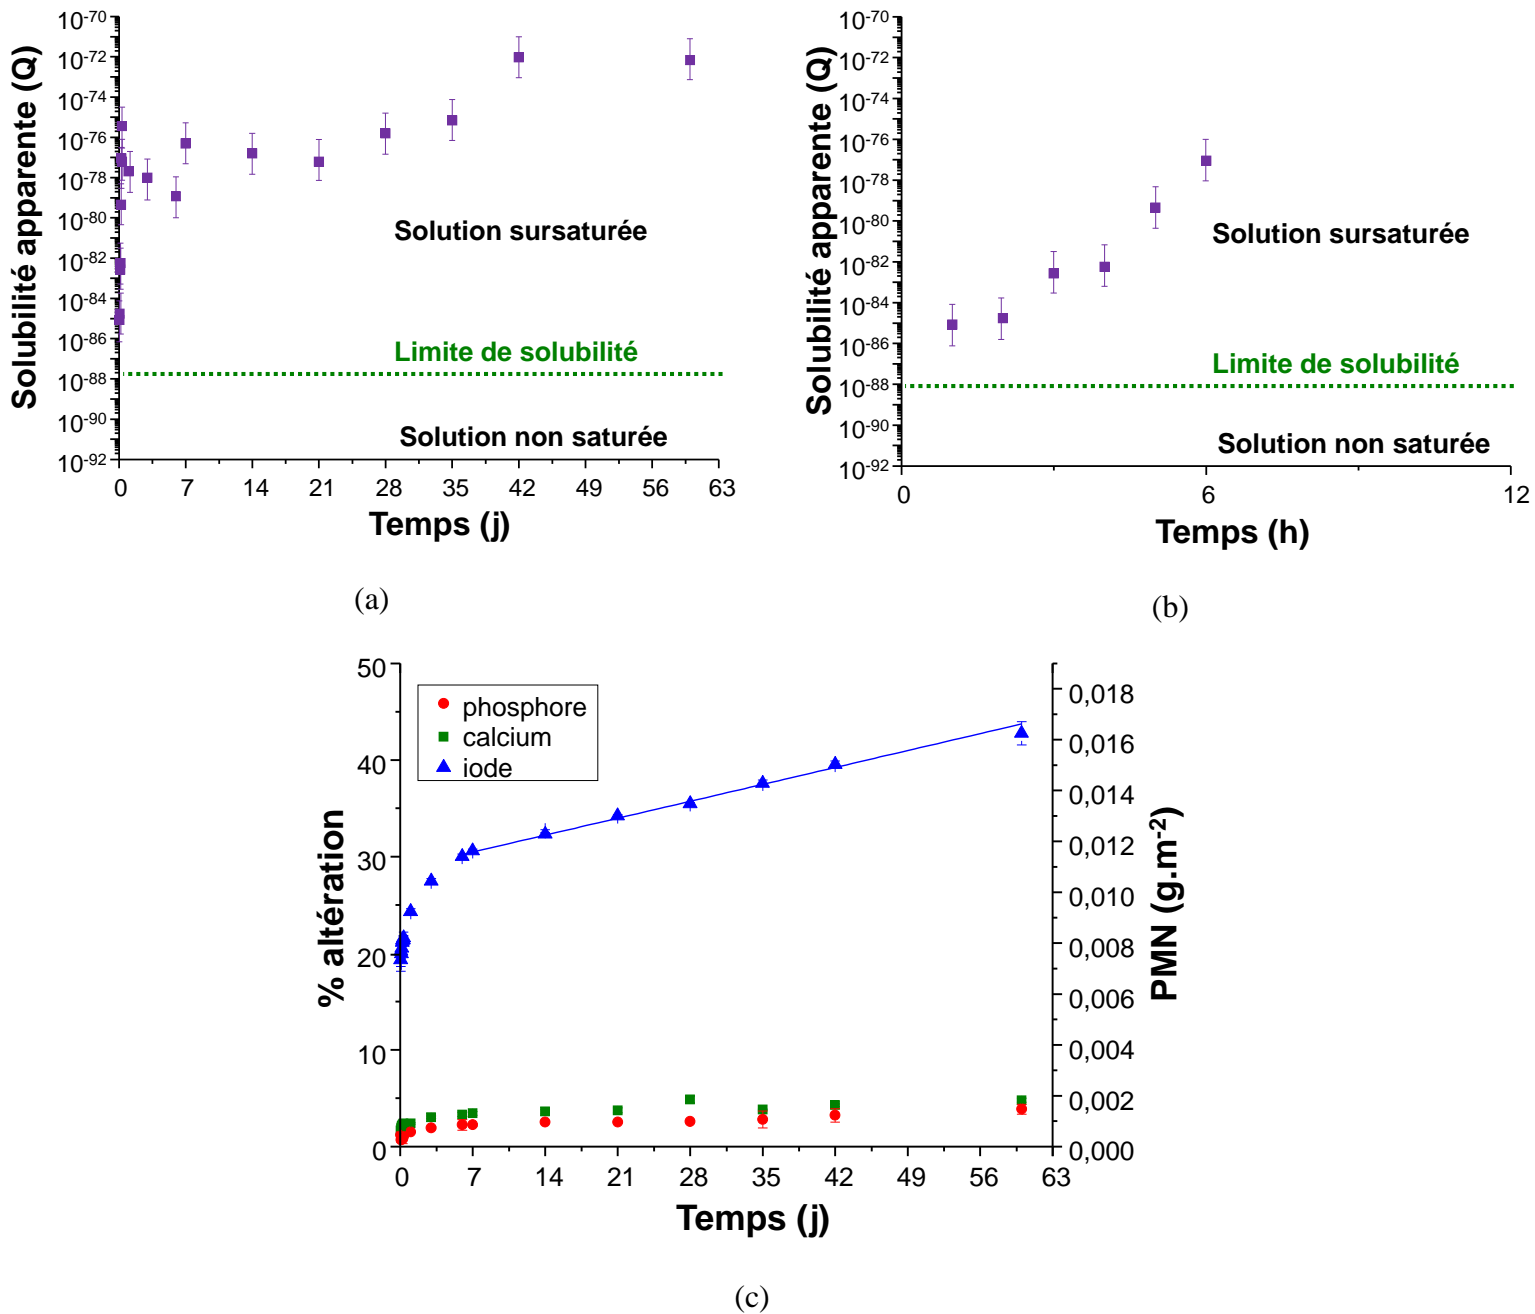 Solubilité apparente (Q)
10-70
10-72
10-74
10-76
10-78
10-80
10-82
10-84
10-86
10-88
10-90
10-92
Solution sursaturée
Limite de solubilité
Solution non saturée
0 7 14 21 28 35 42 49 56 63
Temps (j)
(a)
Solubilité apparente (Q)
10-70
10-72
10-74
10-76
10-78
10-80
10-82
10-84
10-86
10-88
10-90
10-92
Solution sursaturée
Limite de solubilité
Solution non saturée
0 6 12
Temps (h)
(b)
% altération
50
40
30
20
10
0
phosphore
calcium
iode
0,018
0,016
0,014
0,012
0,010
0,008
0,006
0,004
0,002
0,000
PMN (g.m-2)
0 7 14 21 28 35 42 49 56 63
Temps (j)
(c)